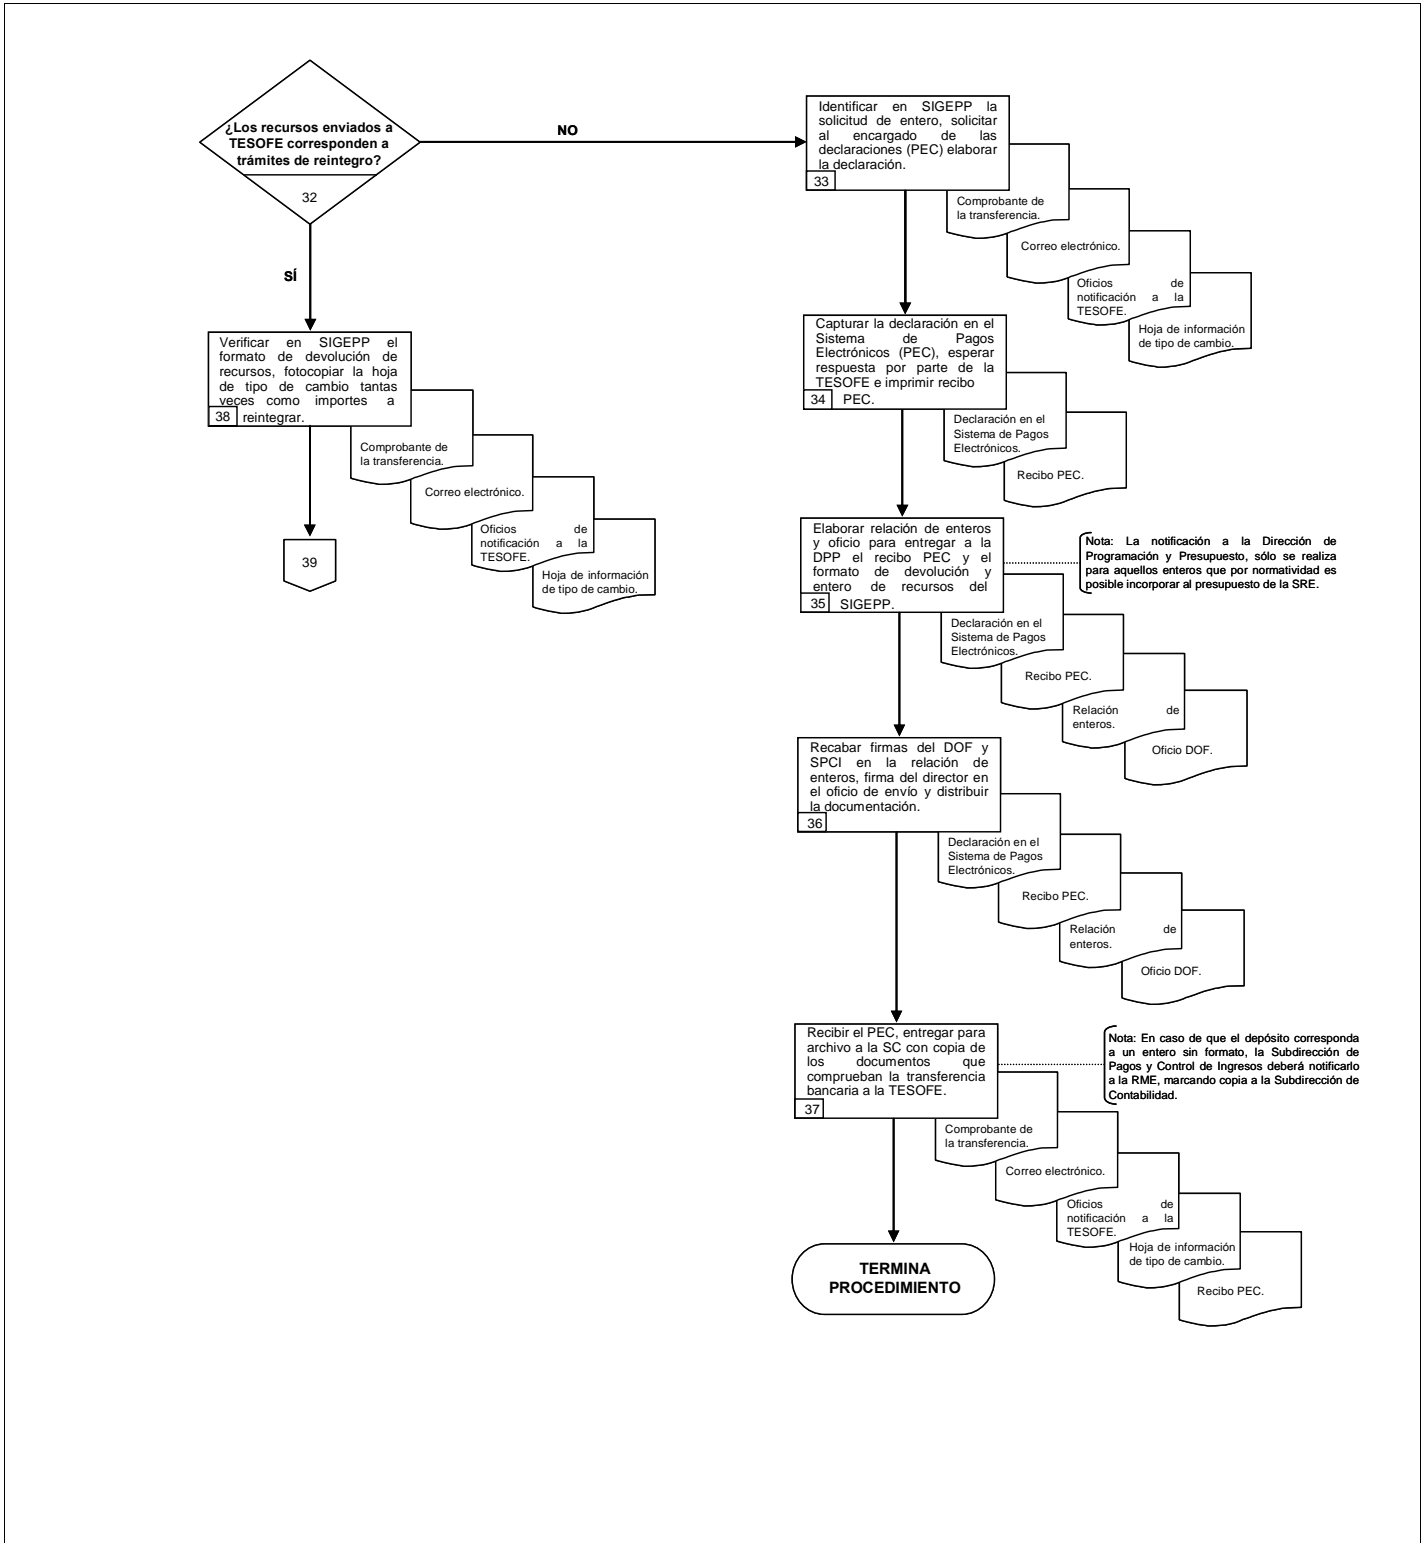 ¿Los recursos enviados a
TESOFE corresponden a
trámites de reintegro?
32
NO
SÍ
Identificar en SIGEPP la
solicitud de entero, solicitar
al encargado de las
declaraciones (PEC) elaborar
la declaración.
33
Comprobante de
la transferencia.
Correo electrónico.
Oficios de
notificación a la
TESOFE.
Hoja de información
de tipo de cambio.
Verificar en SIGEPP el
formato de devolución de
recursos, fotocopiar la hoja
de tipo de cambio tantas
veces como importes a
38 reintegrar.
Comprobante de
la transferencia.
Correo electrónico.
Oficios de
notificación a la
TESOFE.
Hoja de información
de tipo de cambio.
39
Capturar la declaración en el
Sistema de Pagos
Electrónicos (PEC), esperar
respuesta por parte de la
TESOFE e imprimir recibo
34 PEC.
Declaración en el
Sistema de Pagos
Electrónicos.
Recibo PEC.
Elaborar relación de enteros
y oficio para entregar a la
DPP el recibo PEC y el
formato de devolución y
entero de recursos del
35 SIGEPP.
Nota: La notificación a la Dirección de
Programación y Presupuesto, sólo se realiza
para aquellos enteros que por normatividad es
posible incorporar al presupuesto de la SRE.
Declaración en el
Sistema de Pagos
Electrónicos.
Recibo PEC.
Relación de
enteros.
Oficio DOF.
Recabar firmas del DOF y
SPCI en la relación de
enteros, firma del director en
el oficio de envío y distribuir
la documentación.
36
Declaración en el
Sistema de Pagos
Electrónicos.
Recibo PEC.
Relación de
enteros.
Oficio DOF.
Recibir el PEC, entregar para
archivo a la SC con copia de
los documentos que
comprueban la transferencia
bancaria a la TESOFE.
37
Nota: En caso de que el depósito corresponda
a un entero sin formato, la Subdirección de
Pagos y Control de Ingresos deberá notificarlo
a la RME, marcando copia a la Subdirección de
Contabilidad.
Comprobante de
la transferencia.
Correo electrónico.
Oficios de
notificación a la
TESOFE.
Hoja de información
de tipo de cambio.
Recibo PEC.
TERMINA
PROCEDIMIENTO